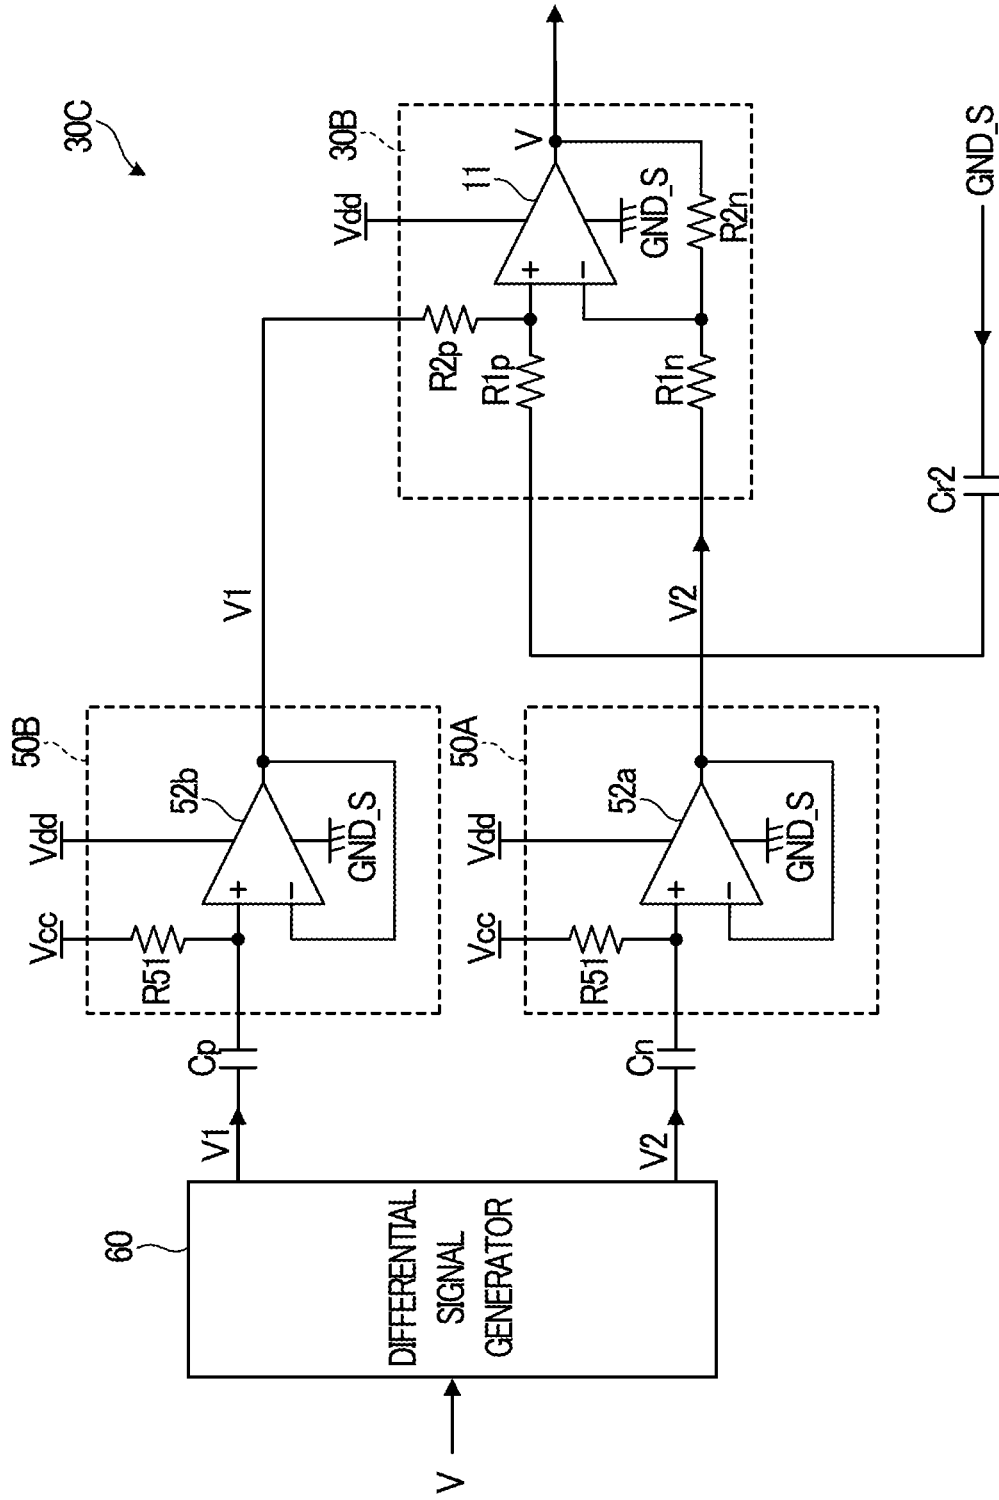 30C
50B
V1
Vcc
Vdd
52b
R51
GND_S
Cp
V1
60
DIFFERENTIAL
SIGNAL
GENERATOR
V
V2
Cn
50A
Vcc
Vdd
52a
R51
GND_S
V2
30B
Vdd
11
V
R2p
R1p
GND_S
R1n
R2n
Cr2
GND_S